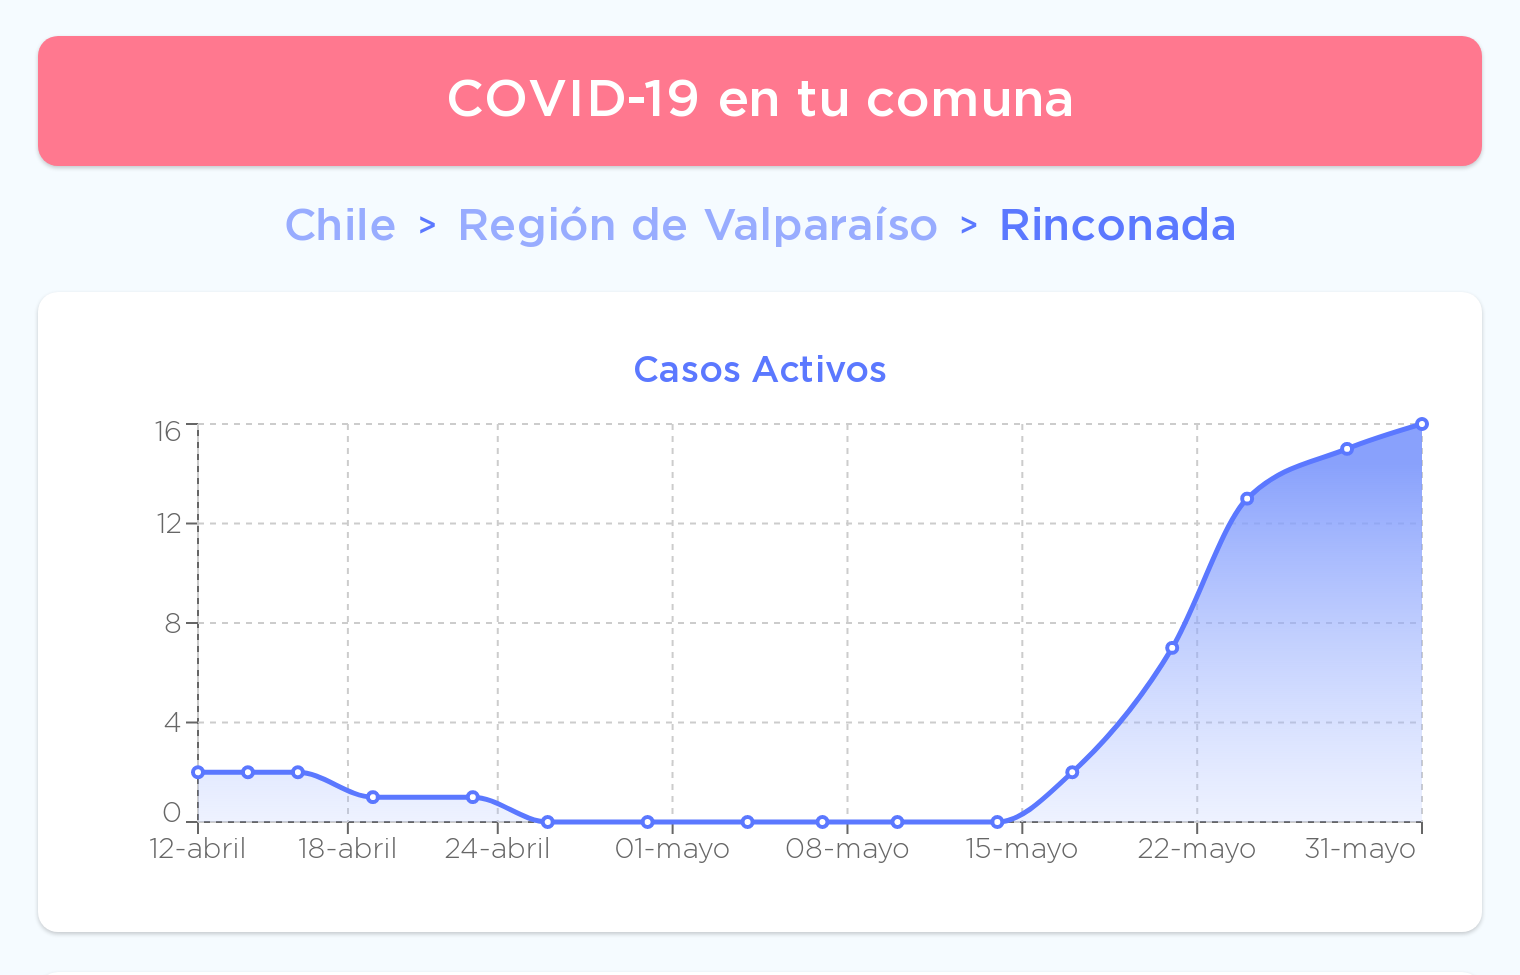 COVID-19 en tu comuna
Chile > Región de Valparaíso > Rinconada
Casos Activos
16
12
8
4
0
12-abril 18-abril 24-abril 01-mayo 08-mayo 15-mayo 22-mayo 31-mayo